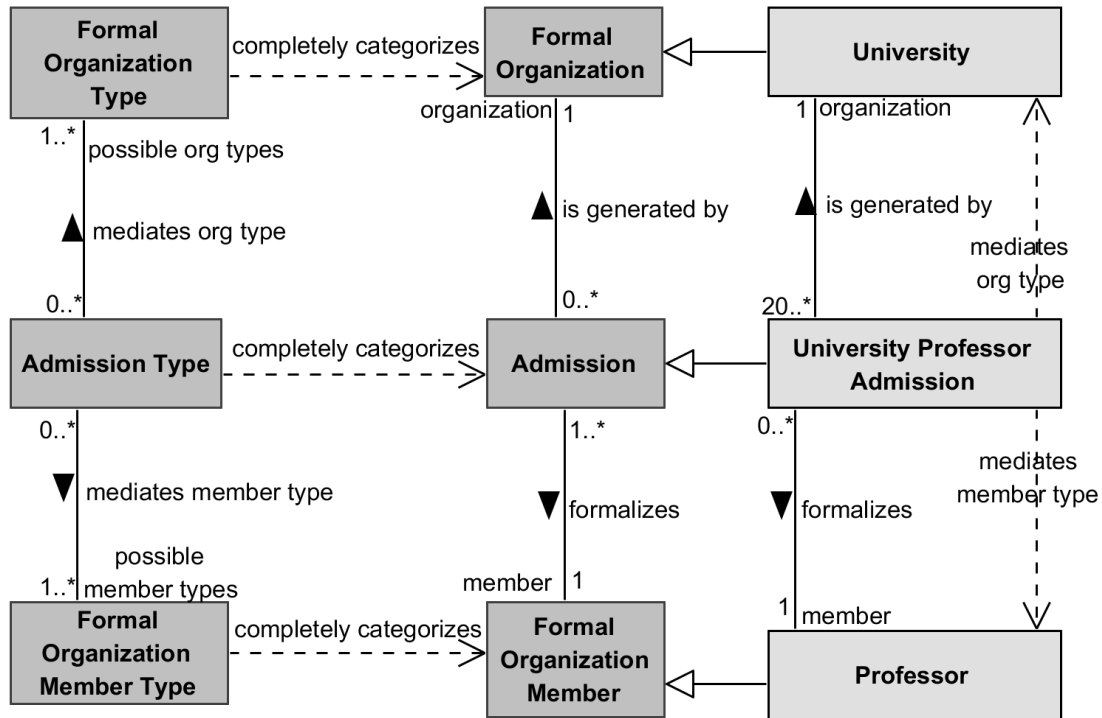 Formal
Organization
Type
completely categorizes
Formal
Organization
University
organization
1
1
organization
1..*
possible org types
mediates org type
is generated by
is generated by
mediates
org type
0..*
0..*
20..*
Admission Type
completely categorizes
Admission
University Professor
Admission
0..*
1..*
0..*
mediates member type
formalizes
formalizes
mediates
member type
possible
member types
1..*
member
1
1
member
Formal
Organization
Member Type
completely categorizes
Formal
Organization
Member
Professor